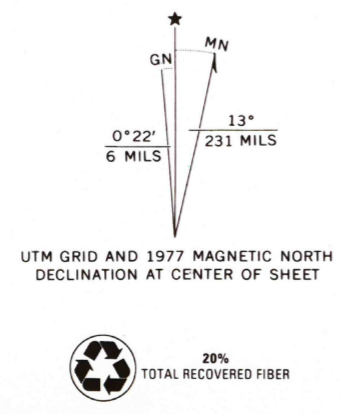 ★
GN
MN
0°22′
6 MILS
13°
231 MILS
UTM GRID AND 1977 MAGNETIC NORTH
DECLINATION AT CENTER OF SHEET
20%
TOTAL RECOVERED FIBER